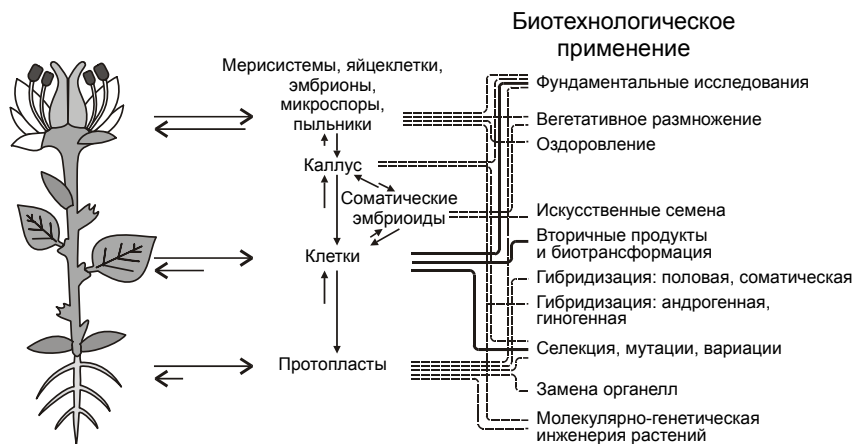 Биотехнологическое
применение
Мерисистемы, яйцеклетки,
эмбрионы,
микроспоры,
пыльники
Каллус
Соматические
эмбриоиды
Клетки
Протопласты
Фундаментальные исследования
Вегетативное размножение
Оздоровление
Искусственные семена
Вторичные продукты
и биотрансформация
Гибридизация: половая, соматическая
Гибридизация: андрогенная,
гиногенная
Селекция, мутации, вариации
Замена органелл
Молекулярно-генетическая
инженерия растений